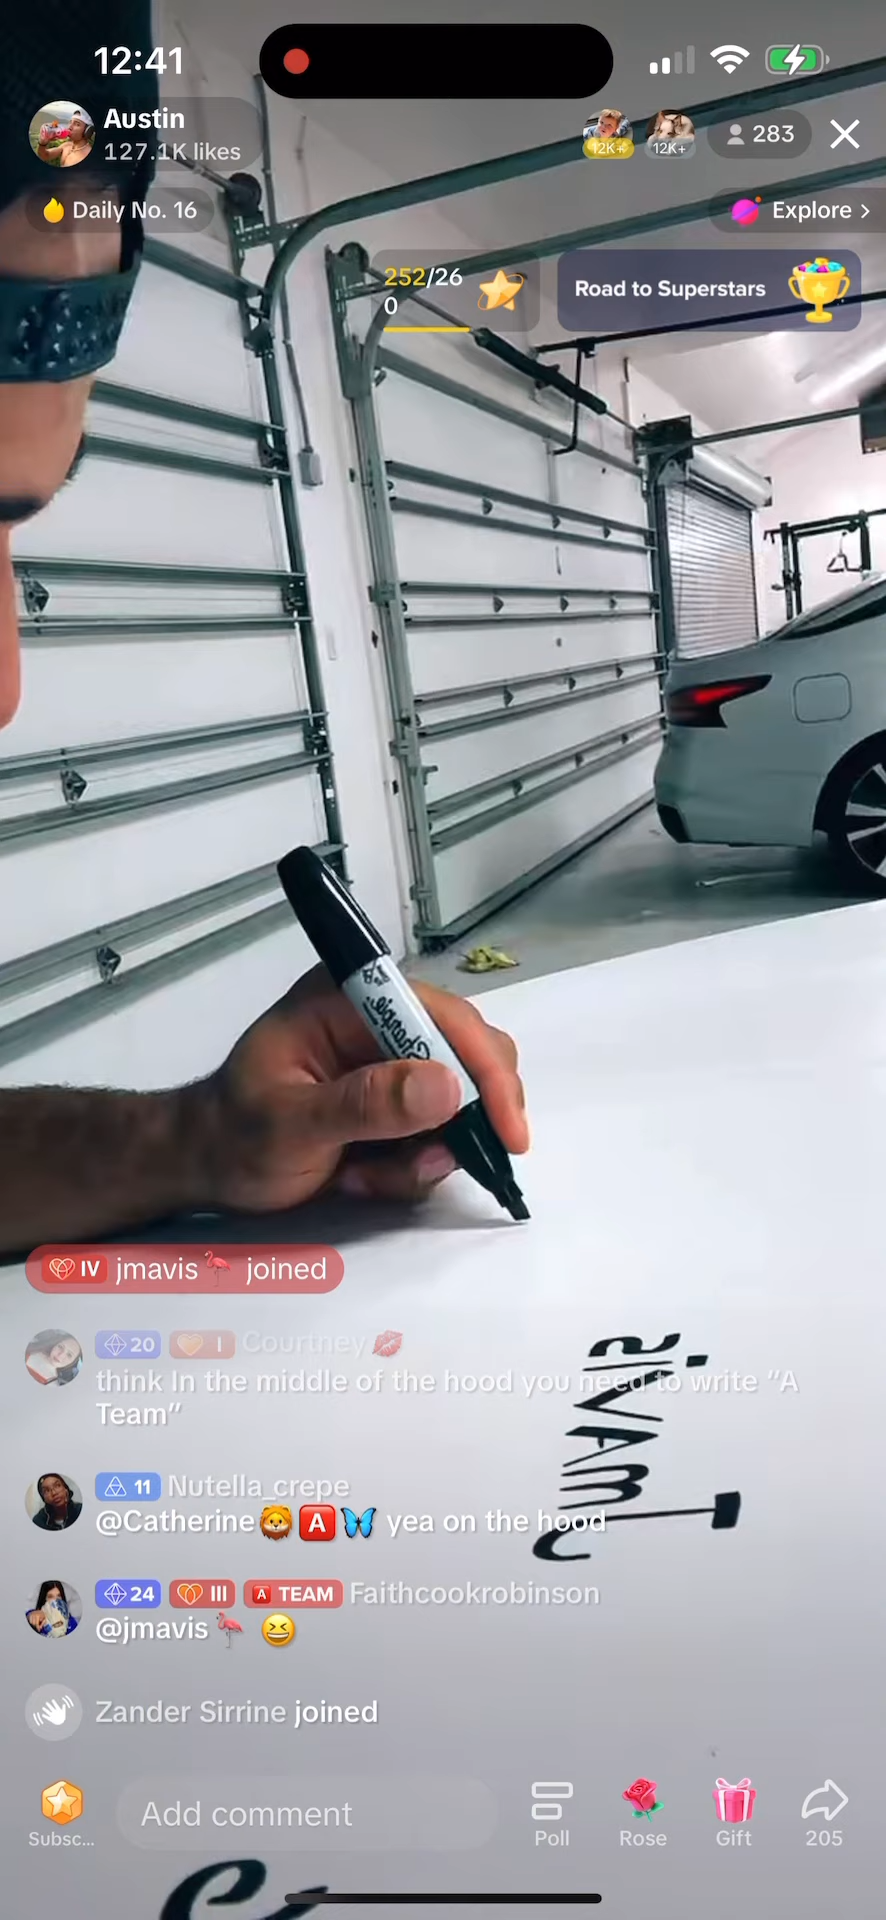 12:41
Austin
127.1K likes
12K+
12K+
283
Daily No. 16
Explore >
252/26
0
Road to Superstars
Sharpie
Jmavis
IV jmavis🦩 joined
20 I Courtney💋
think In the middle of the hood you need to write “A
Team”
11 Nutella_crepe
@Catherine🦁🅰️🦋 yea on the hood
24 III A TEAM Faithcookrobinson
@jmavis🦩 😆
Zander Sirrine joined
Subsc...
Add comment
Poll
Rose
Gift
205